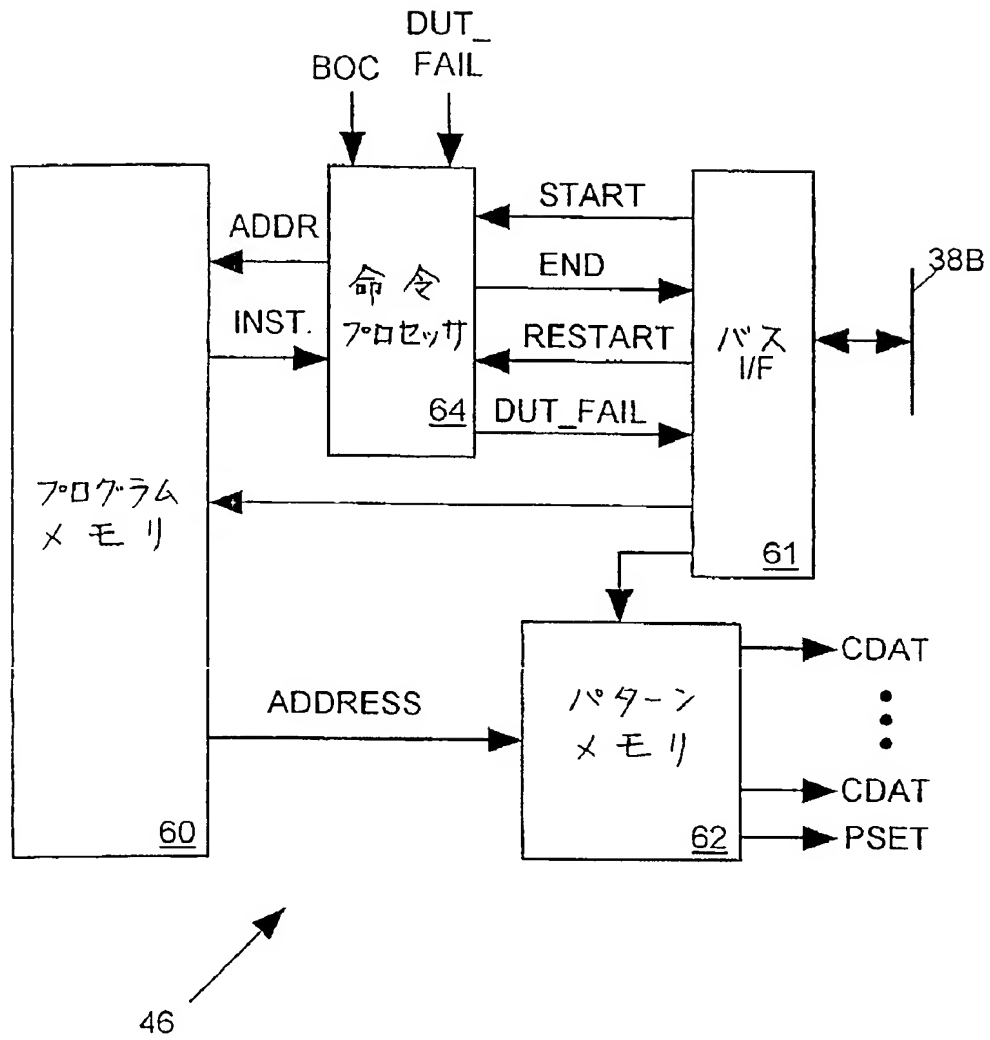 DUT_
FAIL
BOC
START
ADDR
END
38B
命令
プロセッサ
INST.
RESTART
バス
I/F
64
DUT_FAIL
プログラム
メモリ
61
CDAT
ADDRESS
パターン
メモリ
CDAT
60
62
PSET
46